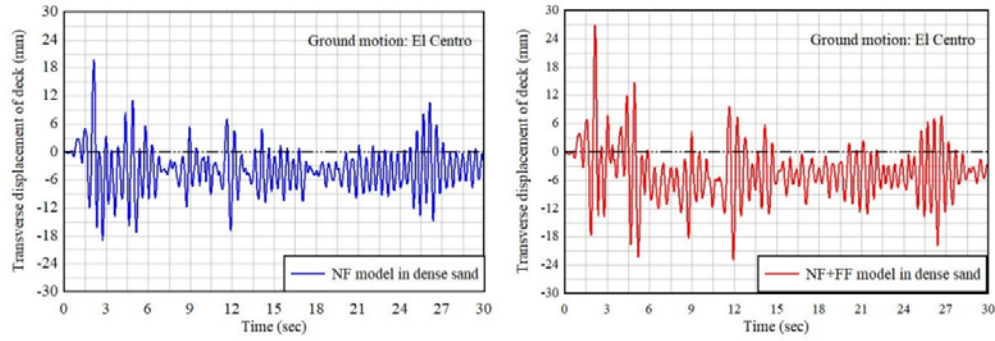 30
24
18
12
6
0
-6
-12
-18
-24
-30
Transverse displacement of deck (mm)
Ground motion: El Centro
NF model in dense sand
0 3 6 9 12 15 18 21 24 27 30
Time (sec)
30
24
18
12
6
0
-6
-12
-18
-24
-30
Transverse displacement of deck (mm)
Ground motion: El Centro
NF+FF model in dense sand
0 3 6 9 12 15 18 21 24 27 30
Time (sec)